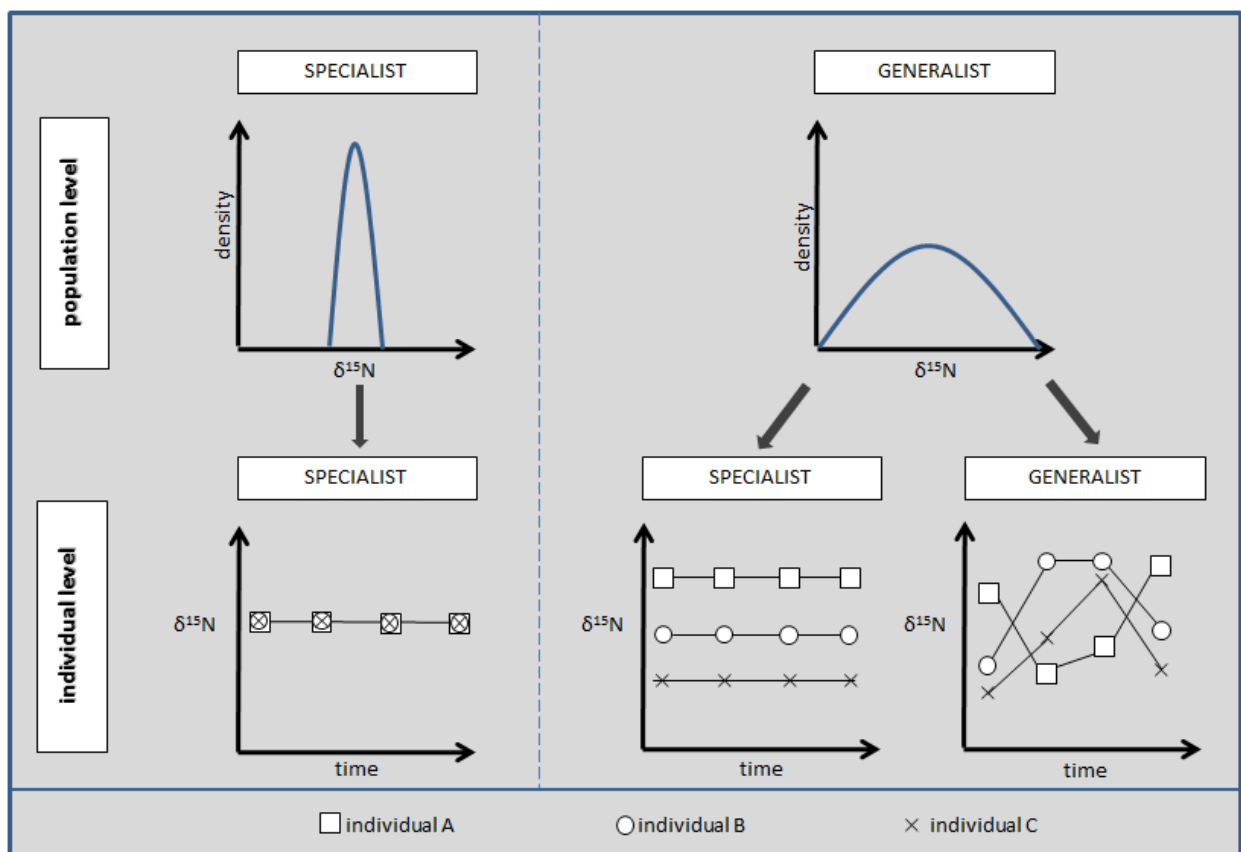 SPECIALIST
GENERALIST
population level
density
δ¹⁵N
density
δ¹⁵N
SPECIALIST
SPECIALIST
GENERALIST
individual level
δ¹⁵N
time
time
δ¹⁵N
time
individual A
individual B
individual C